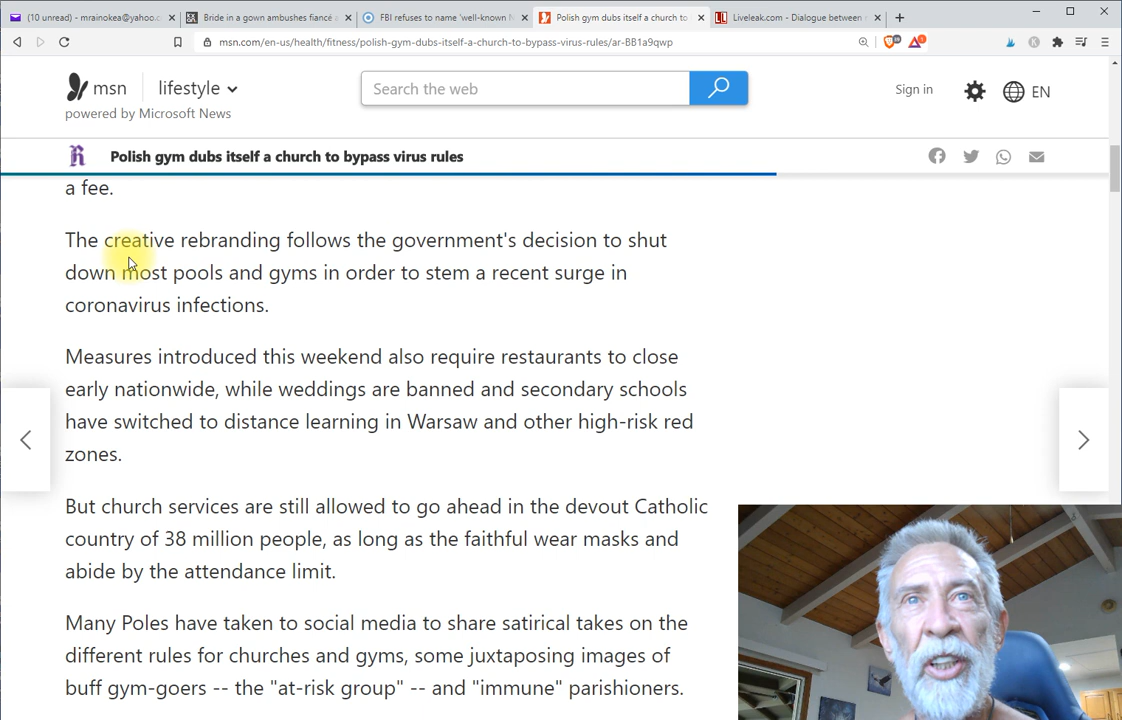 (10 unread) - mrainokea@yahoo.c
Bride in a gown ambushes fiancé a
FBI refuses to name 'well-known N
Polish gym dubs itself a church to
Liveleak.com - Dialogue between r
msn.com/en-us/health/fitness/polish-gym-dubs-itself-a-church-to-bypass-virus-rules/ar-BB1a9qwp
msn
lifestyle
powered by Microsoft News
Search the web
Sign in
EN
Polish gym dubs itself a church to bypass virus rules
a fee.
The creative rebranding follows the government's decision to shut
down most pools and gyms in order to stem a recent surge in
coronavirus infections.
Measures introduced this weekend also require restaurants to close
early nationwide, while weddings are banned and secondary schools
have switched to distance learning in Warsaw and other high-risk red
zones.
But church services are still allowed to go ahead in the devout Catholic
country of 38 million people, as long as the faithful wear masks and
abide by the attendance limit.
Many Poles have taken to social media to share satirical takes on the
different rules for churches and gyms, some juxtaposing images of
buff gym-goers -- the "at-risk group" -- and "immune" parishioners.